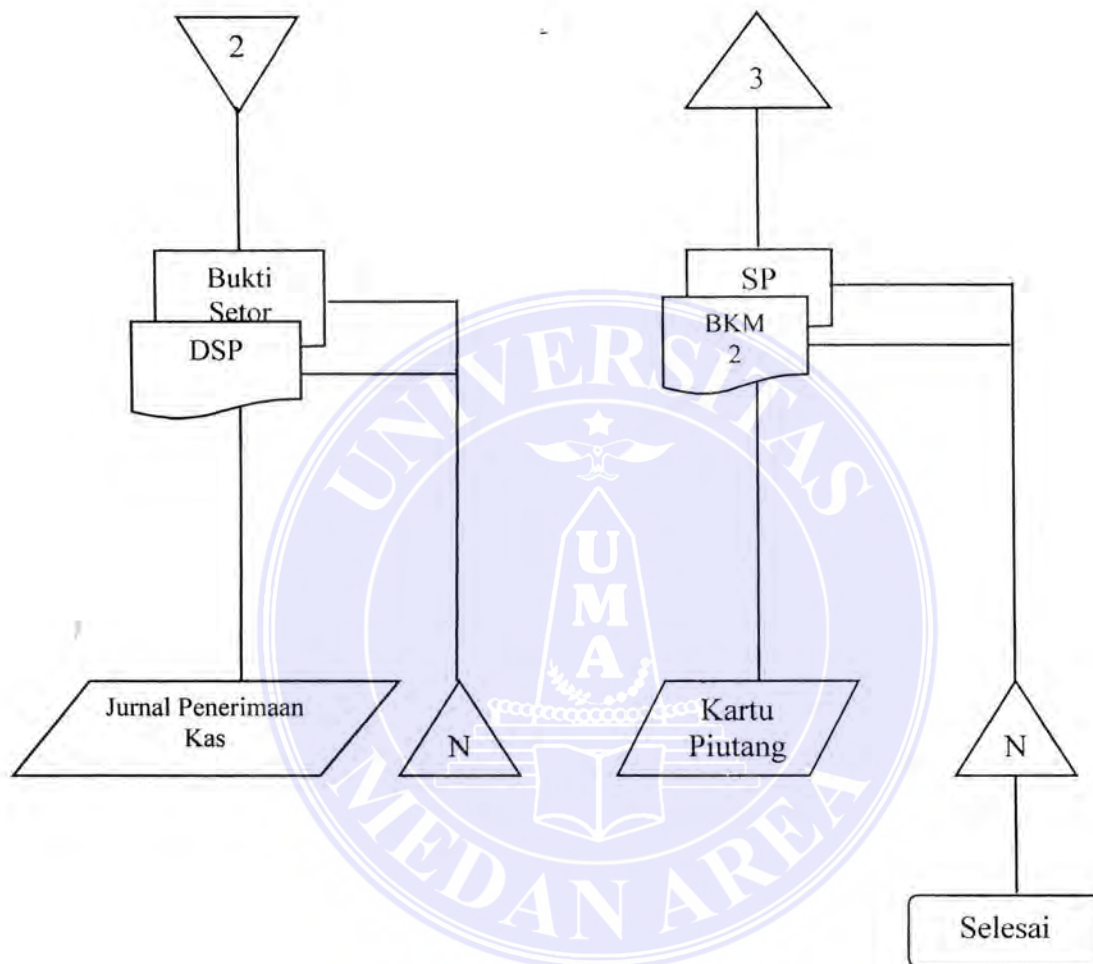 2
3
Bukti
Setor
DSP
SP
BKM
2
UNIVERSITAS
UMA
Jurnal Penerimaan
Kas
N
Kartu
Piutang
N
MEDAN AREA
Selesai